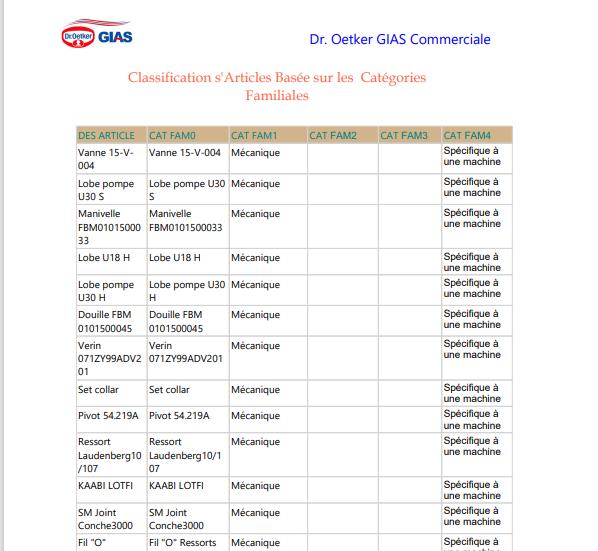 Dr.Oetker GIAS
Dr. Oetker GIAS Commerciale
Classification s'Articles Basée sur les Catégories
Familiales
DES ARTICLE CAT FAM0 CAT FAM1 CAT FAM2 CAT FAM3 CAT FAM4
Vanne 15-V- Vanne 15-V-004 Mécanique Spécifique à
004 une machine
Lobe pompe Lobe pompe U30 Mécanique Spécifique à
U30 S S une machine
Manivelle Manivelle Mécanique Spécifique à
FBM01015000 FBM0101500033 une machine
33
Lobe U18 H Lobe U18 H Mécanique Spécifique à
une machine
Lobe pompe Lobe pompe U30 Mécanique Spécifique à
U30 H H une machine
Douille FBM Douille FBM Mécanique Spécifique à
0101500045 0101500045 une machine
Verin Verin Mécanique Spécifique à
071ZY99ADV2 071ZY99ADV201 une machine
01
Set collar Set collar Mécanique Spécifique à
une machine
Pivot 54.219A Pivot 54.219A Mécanique Spécifique à
une machine
Ressort Ressort Mécanique Spécifique à
Laudenberg10 Laudenberg10/1 une machine
/107 07
KAABI LOTFI KAABI LOTFI Mécanique Spécifique à
une machine
SM Joint SM Joint Mécanique Spécifique à
Conche3000 Conche3000 une machine
Fil "O" Fil "O" Ressorts Mécanique Spécifique à